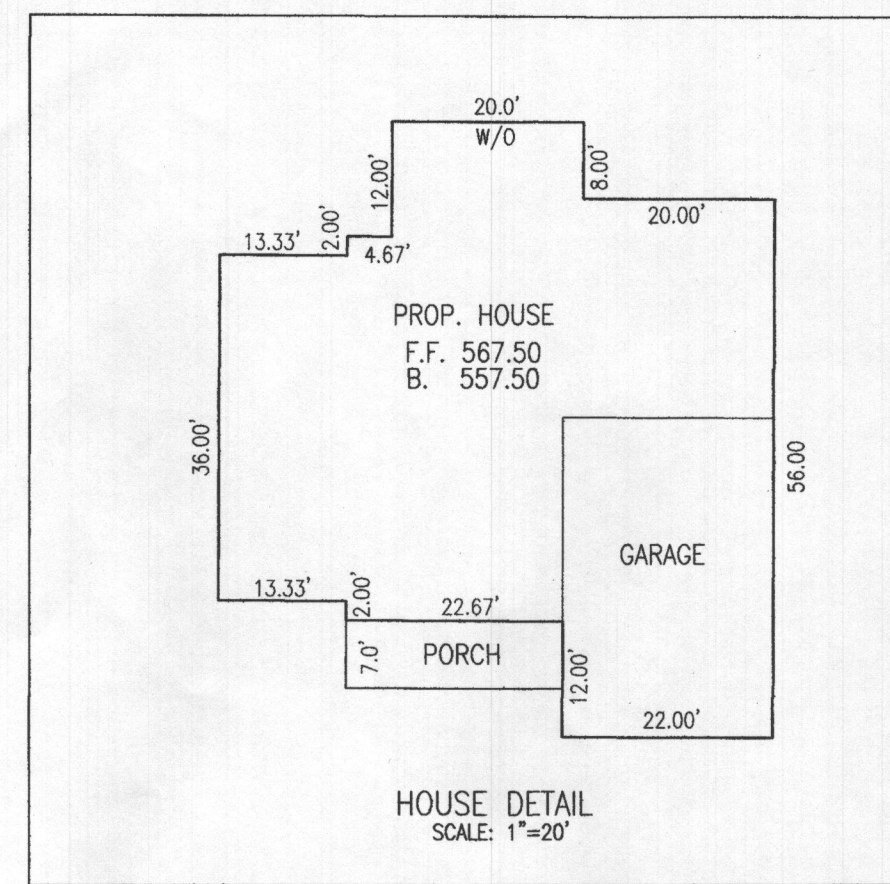 20.0'
W/O
12.00'
8.00'
20.00'
13.33'
2.00'
4.67'
PROP. HOUSE
F.F. 567.50
B. 557.50
36.00'
56.00
GARAGE
13.33'
2.00'
22.67'
7.0'
PORCH
12.00'
22.00'
HOUSE DETAIL
SCALE: 1"=20'